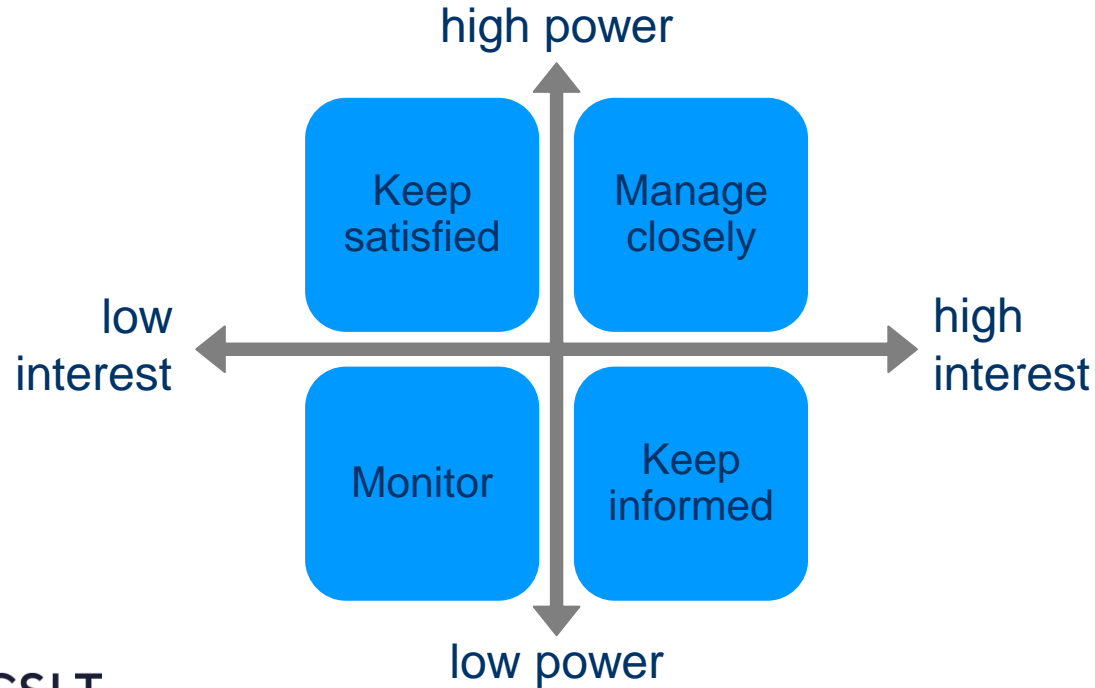 high power
Keep
satisfied
Manage
closely
low
interest
high
interest
Monitor
Keep
informed
low power